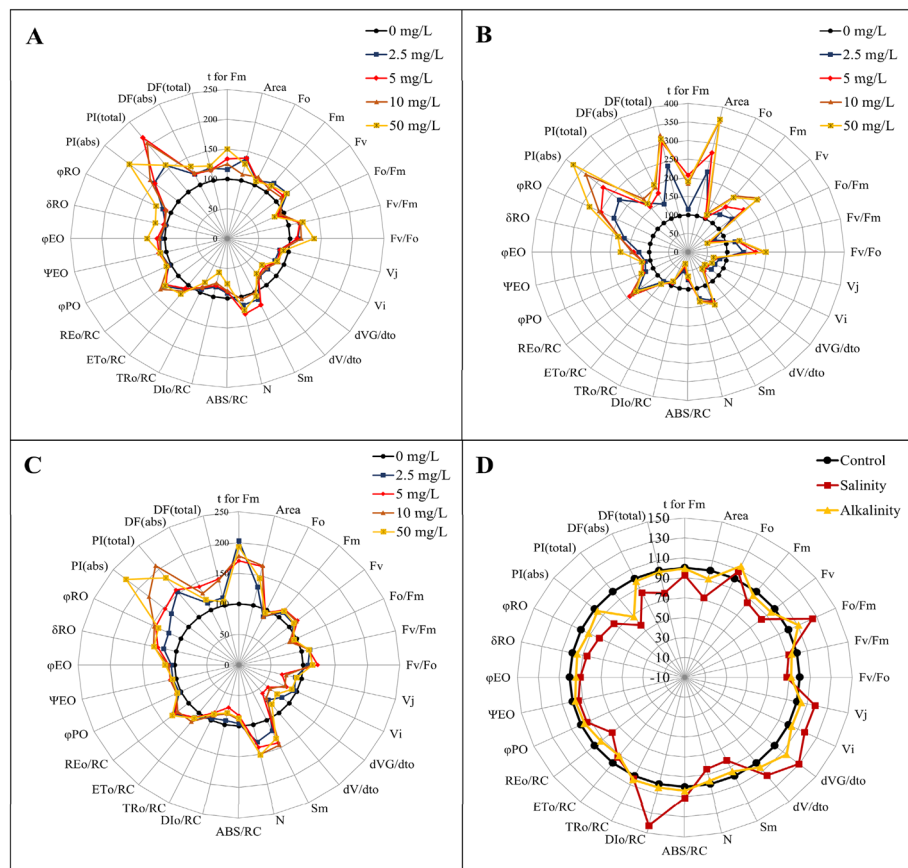 A
0 mg/L
2.5 mg/L
5 mg/L
10 mg/L
50 mg/L
t for Fm
Area
Fo
Fm
Fv
Fo/Fm
Fv/Fm
Fv/Fo
Vj
Vi
dVG/dto
dV/dto
Sm
N
ABS/RC
DIo/RC
TRo/RC
ETo/RC
REo/RC
φPO
ΨEO
φEO
δRO
φRO
PI(abs)
PI(total)
DF(abs)
DF(total)
250
200
150
100
50
0
B
0 mg/L
2.5 mg/L
5 mg/L
10 mg/L
50 mg/L
t for Fm
Area
Fo
Fm
Fv
Fo/Fm
Fv/Fm
Fv/Fo
Vj
Vi
dVG/dto
dV/dto
Sm
N
ABS/RC
DIo/RC
TRo/RC
ETo/RC
REo/RC
φPO
ΨEO
φEO
δRO
φRO
PI(abs)
PI(total)
DF(abs)
DF(total)
400
350
300
250
200
150
100
50
0
C
0 mg/L
2.5 mg/L
5 mg/L
10 mg/L
50 mg/L
t for Fm
Area
Fo
Fm
Fv
Fo/Fm
Fv/Fm
Fv/Fo
Vj
Vi
dVG/dto
dV/dto
Sm
N
ABS/RC
DIo/RC
TRo/RC
ETo/RC
REo/RC
φPO
ΨEO
φEO
δRO
φRO
PI(abs)
PI(total)
DF(abs)
DF(total)
250
200
150
100
50
0
D
Control
Salinity
Alkalinity
t for Fm
Area
Fo
Fm
Fv
Fo/Fm
Fv/Fm
Fv/Fo
Vj
Vi
dVG/dto
dV/dto
Sm
N
ABS/RC
DIo/RC
TRo/RC
ETo/RC
REo/RC
φPO
ΨEO
φEO
δRO
φRO
PI(abs)
PI(total)
DF(abs)
DF(total)
150
130
110
90
70
50
30
10
-10